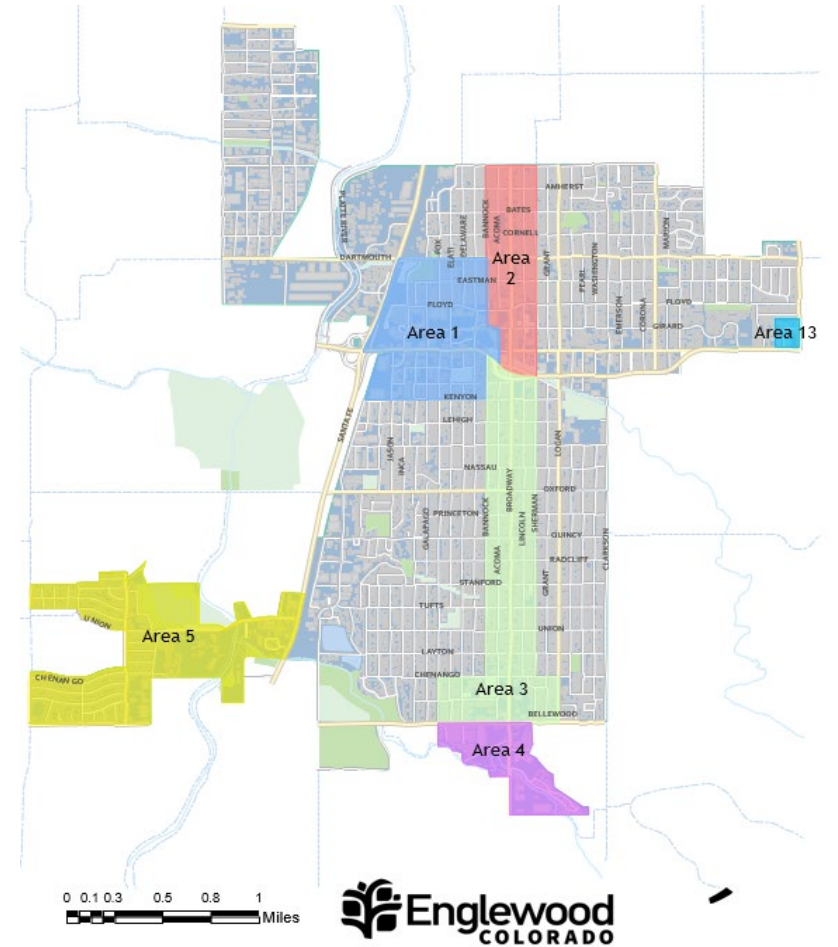 AMHERST
BATES
BANNOCK
ACOMA
CORNELL
PLATTE RIVER
DELAWARE
FOX
ELATI
MARION
DARTMOUTH
Area
2
GRANT
PEARL
WASHINGTON
EASTMAN
FLOYD
FLOYD
EMERSON
CORONA
GIRARD
Area 1
Area 13
KENYON
LEHIGH
SANTA FE
JASON
INCA
LOGAN
NASSAU
BROADWAY
OXFORD
PRINCETON
GALAPAGO
BANNOCK
LINCOLN
SHERMAN
QUINCY
CLARKSON
RADCLIFF
ACOMA
STANFORD
GRANT
TUFTS
UNION
UNION
Area 5
LAYTON
CHENANGO
CHENANGO
Area 3
BELLEWOOD
Area 4
0 0.1 0.3 0.5 0.8 1
Miles
Englewood
COLORADO